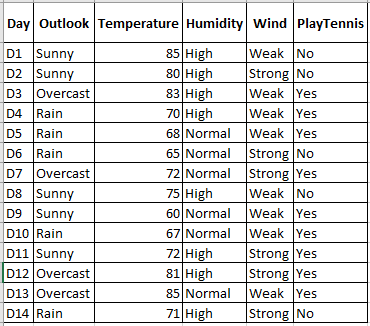 Day Outlook Temperature Humidity Wind PlayTennis
D1 Sunny 85 High Weak No
D2 Sunny 80 High Strong No
D3 Overcast 83 High Weak Yes
D4 Rain 70 High Weak Yes
D5 Rain 68 Normal Weak Yes
D6 Rain 65 Normal Strong No
D7 Overcast 72 Normal Strong Yes
D8 Sunny 75 High Weak No
D9 Sunny 60 Normal Weak Yes
D10 Rain 67 Normal Weak Yes
D11 Sunny 72 High Strong Yes
D12 Overcast 81 High Strong Yes
D13 Overcast 85 Normal Weak Yes
D14 Rain 71 High Strong No